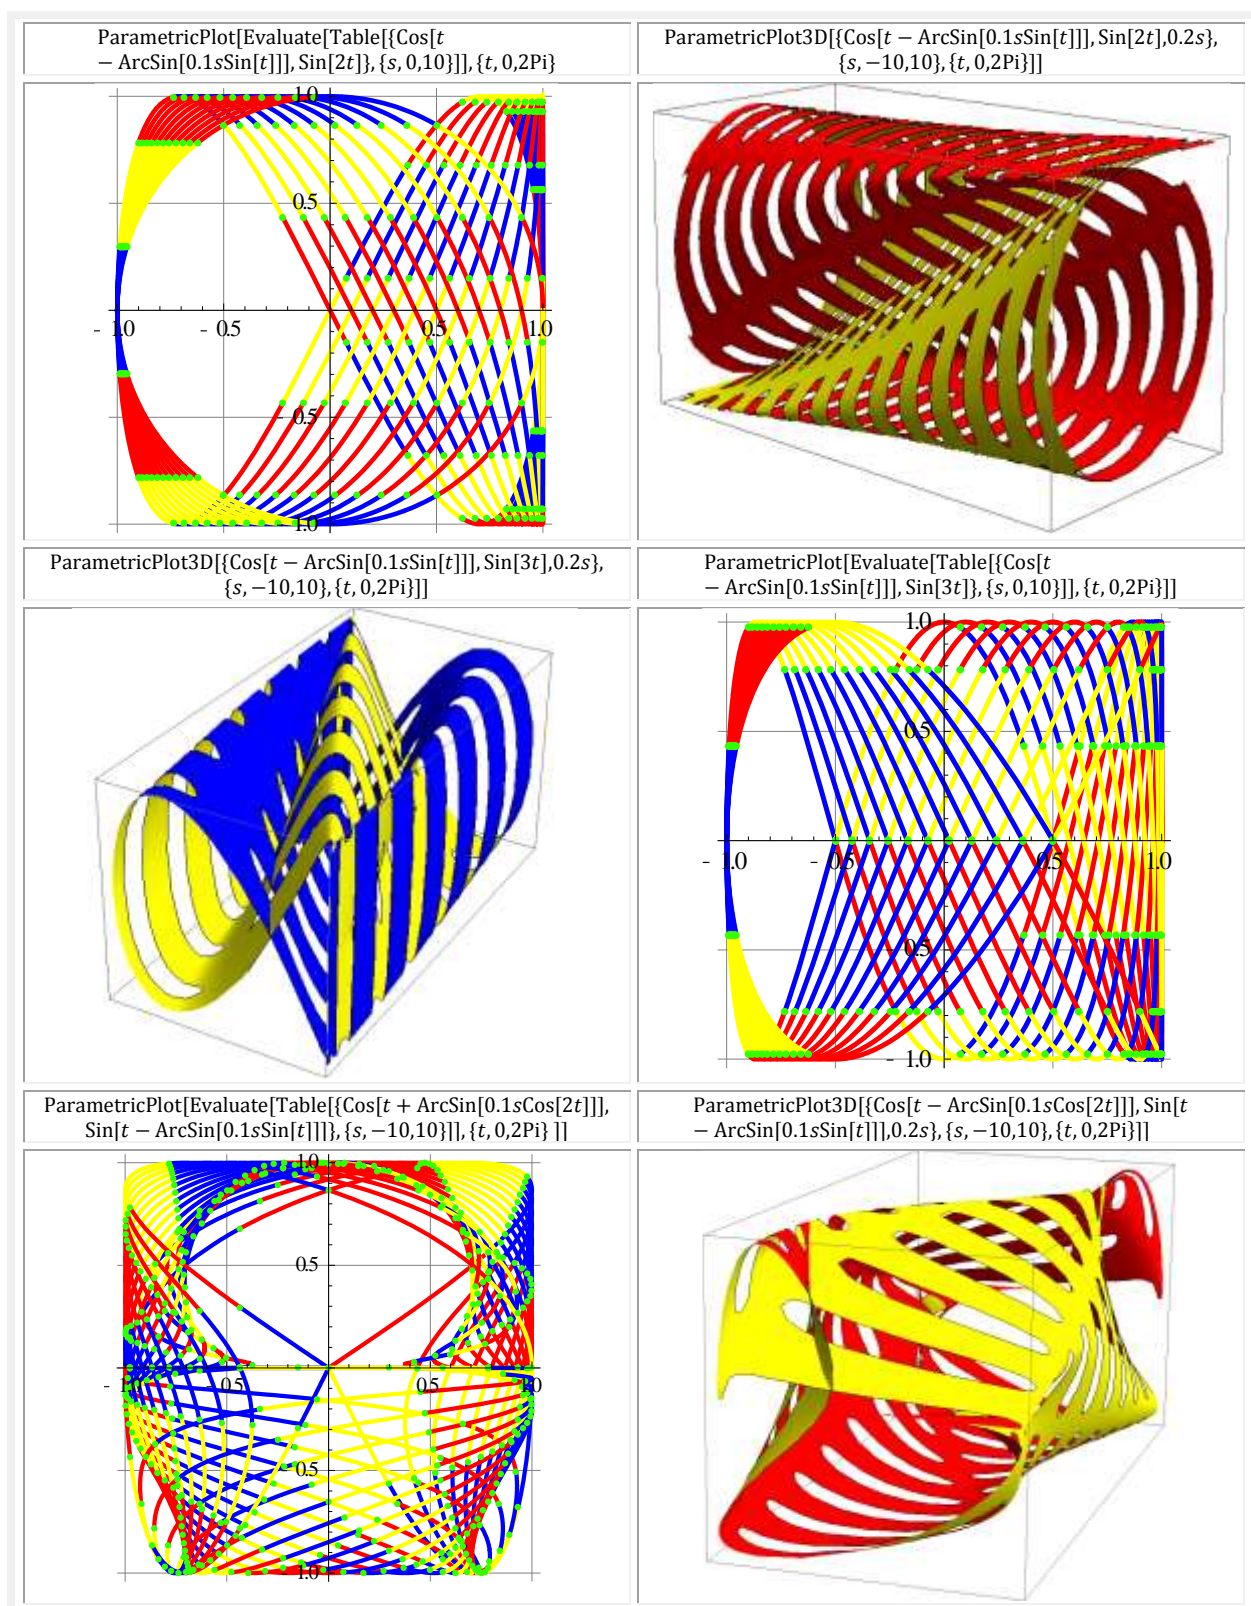 ParametricPlot[Evaluate[Table[{Cos[t
− ArcSin[0.1sSin[t]]], Sin[2t]}, {s, 0,10}]], {t, 0,2Pi}
ParametricPlot3D[{Cos[t − ArcSin[0.1sSin[t]]], Sin[2t],0.2s},
{s, −10,10}, {t, 0,2Pi}]]
1.0
0.5
- 1.0 - 0.5 0.5 1.0
0.5
1.0
ParametricPlot3D[{Cos[t − ArcSin[0.1sSin[t]]], Sin[3t],0.2s},
{s, −10,10}, {t, 0,2Pi}]]
ParametricPlot[Evaluate[Table[{Cos[t
− ArcSin[0.1sSin[t]]], Sin[3t]}, {s, 0,10}]], {t, 0,2Pi}]]
1.0
0.5
- 1.0 - 0.5 0.5 1.0
0.5
- 1.0
ParametricPlot[Evaluate[Table[{Cos[t + ArcSin[0.1sCos[2t]]],
Sin[t − ArcSin[0.1sSin[t]]]}, {s, −10,10}]], {t, 0,2Pi} ]]
ParametricPlot3D[{Cos[t − ArcSin[0.1sCos[2t]]], Sin[t
− ArcSin[0.1sSin[t]]],0.2s}, {s, −10,10}, {t, 0,2Pi}]]
1.0
0.5
- 1.0 0.5 0.5 1.0
0.5
1.0